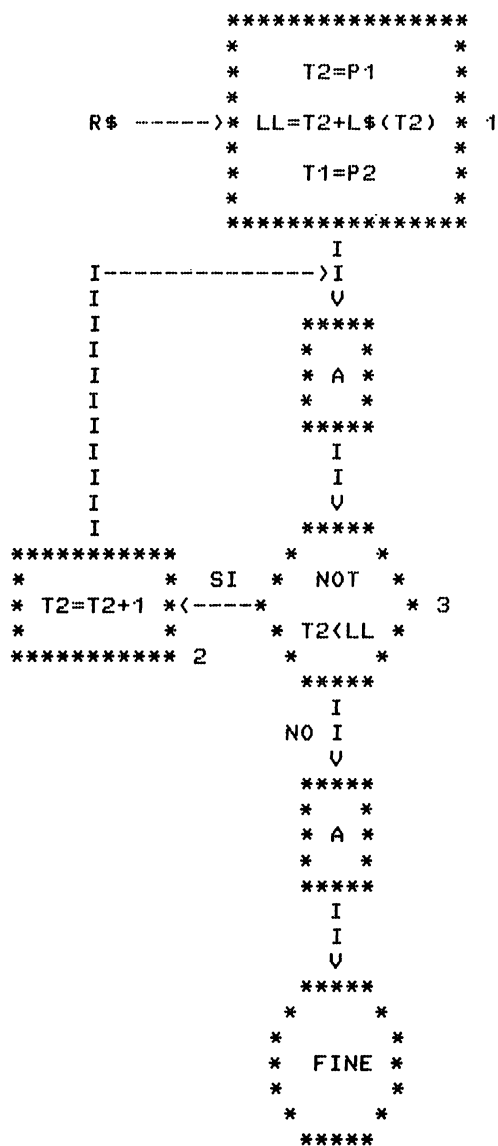 T2=P1
R$ -----> LL=T2+L$(T2) 1
T1=P2
I
I--------------->I
I V
I
I
I A
I
I
I I
I I
I V
I
SI NOT
T2=T2+1 <---- 3
T2<LL
2
I
NO I
V
A
I
I
V
FINE